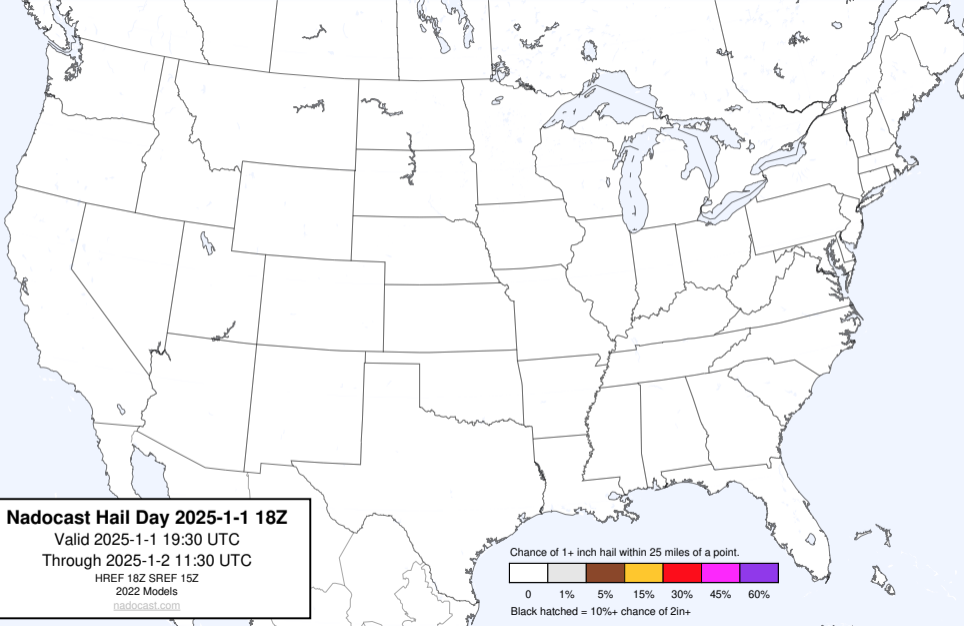 Nadocast Hail Day 2025-1-1 18Z
Valid 2025-1-1 19:30 UTC
Through 2025-1-2 11:30 UTC
HREF 18Z SREF 15Z
2022 Models
nadocast.com
Chance of 1+ inch hail within 25 miles of a point.
0 1% 5% 15% 30% 45% 60%
Black hatched = 10%+ chance of 2in+